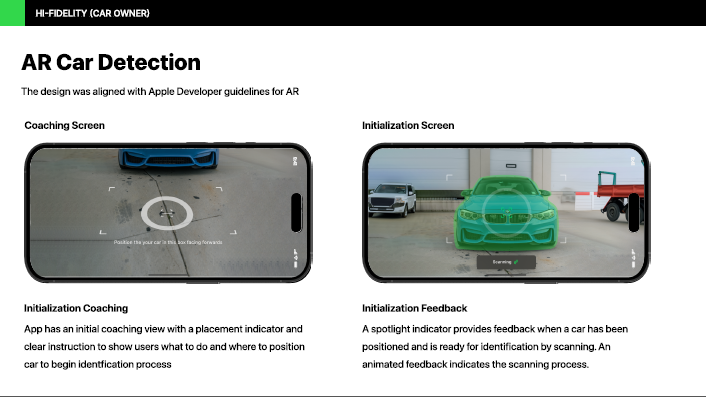 HI-FIDELITY (CAR OWNER)
AR Car Detection
The design was aligned with Apple Developer guidelines for AR
Coaching Screen
Initialization Screen
Position the your car in this box facing forwards
Scanning
Initialization Coaching
App has an initial coaching view with a placement indicator and
clear instruction to show users what to do and where to position
car to begin identfication process
Initialization Feedback
A spotlight indicator provides feedback when a car has been
positioned and is ready for identification by scanning. An
animated feedback indicates the scanning process.